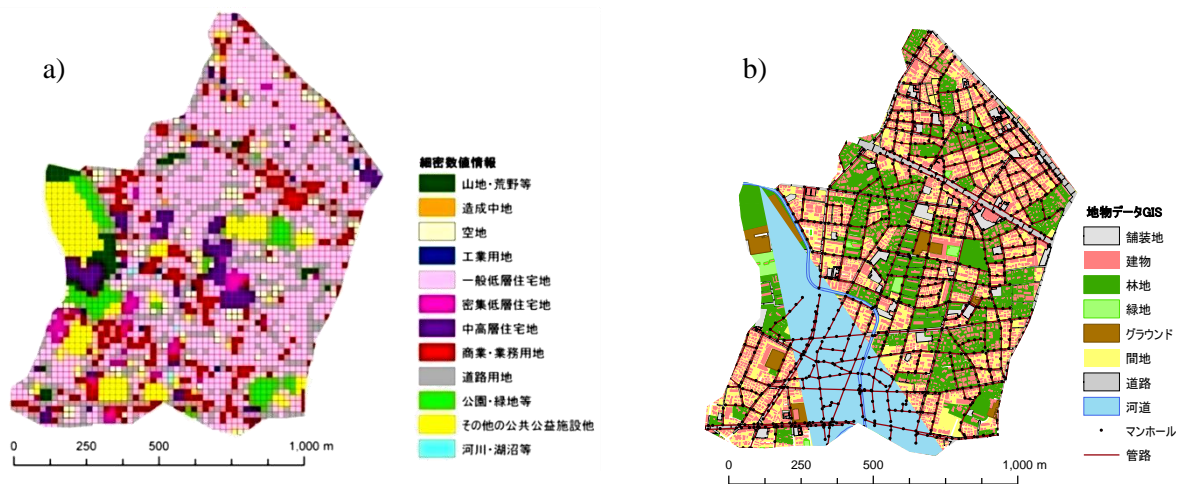 a)
細密数値情報
山地・荒野等
造成中地
空地
工業用地
一般低層住宅地
密集低層住宅地
中高層住宅地
商業・業務用地
道路用地
公園・緑地等
その他の公共公益施設他
河川・湖沼等
0 250 500 1,000 m
b)
地物データGIS
舗装地
建物
林地
緑地
グラウンド
間地
道路
河道
マンホール
管路
0 250 500 1,000 m